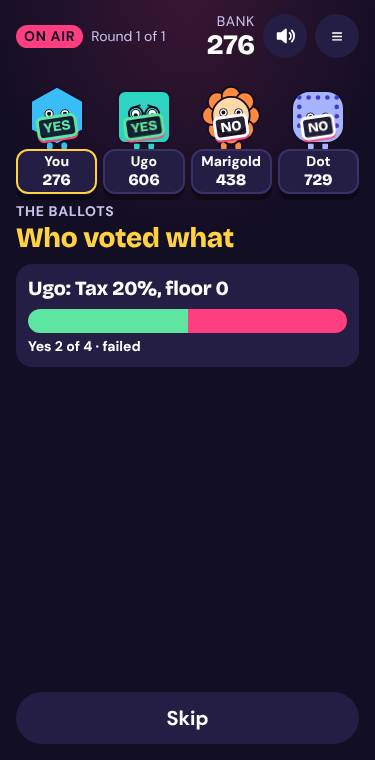 ON AIR
Round 1 of 1
BANK
276
YES
YES
NO
NO
You
276
Ugo
606
Marigold
438
Dot
729
THE BALLOTS
Who voted what
Ugo: Tax 20%, floor 0
Yes 2 of 4 · failed
Skip